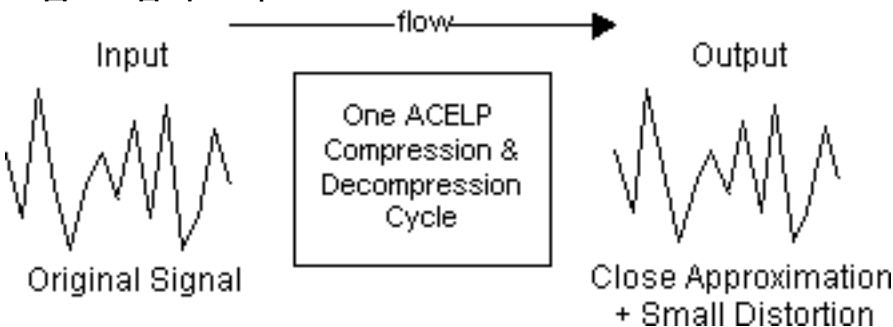 flow
Input
Output
One ACELP
Compression &
Decompression
Cycle
Original Signal
Close Approximation
+ Small Distortion